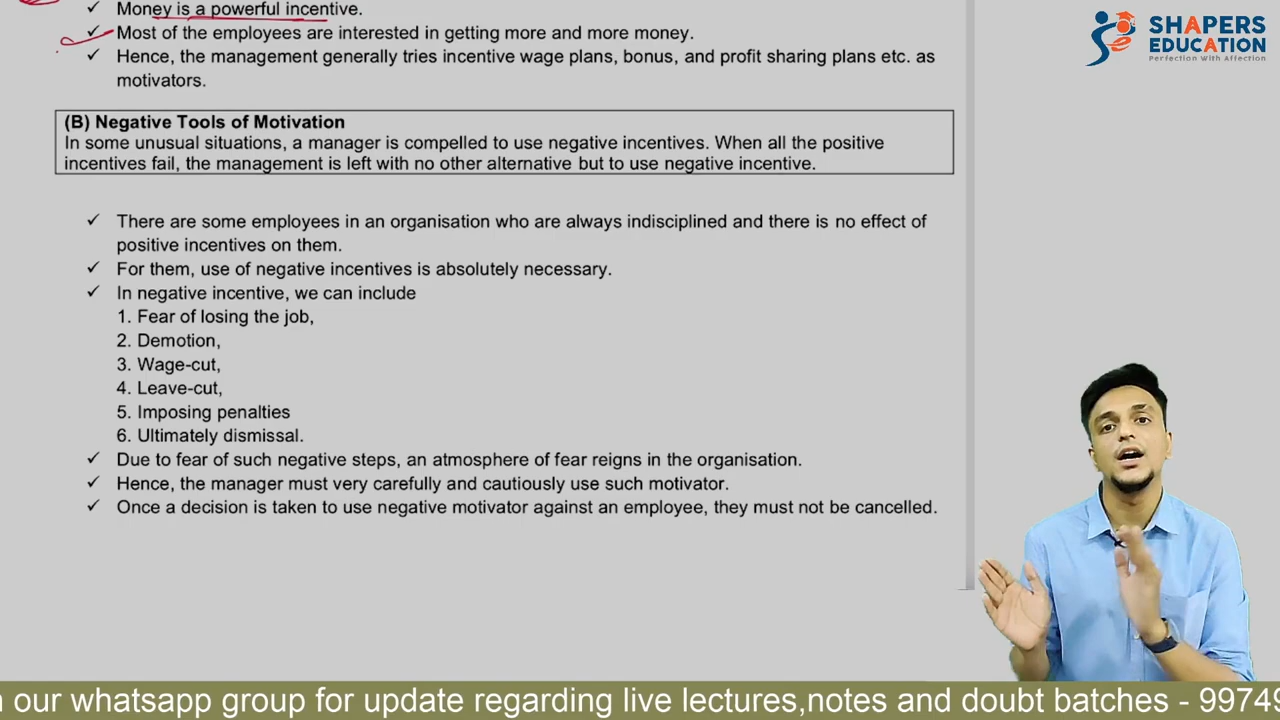 ✓ Money is a powerful incentive.
✓ Most of the employees are interested in getting more and more money.
✓ Hence, the management generally tries incentive wage plans, bonus, and profit sharing plans etc. as
motivators.
(B) Negative Tools of Motivation
In some unusual situations, a manager is compelled to use negative incentives. When all the positive
incentives fail, the management is left with no other alternative but to use negative incentive.
✓ There are some employees in an organisation who are always indisciplined and there is no effect of
positive incentives on them.
✓ For them, use of negative incentives is absolutely necessary.
✓ In negative incentive, we can include
1. Fear of losing the job,
2. Demotion,
3. Wage-cut,
4. Leave-cut,
5. Imposing penalties
6. Ultimately dismissal.
✓ Due to fear of such negative steps, an atmosphere of fear reigns in the organisation.
✓ Hence, the manager must very carefully and cautiously use such motivator.
✓ Once a decision is taken to use negative motivator against an employee, they must not be cancelled.
SHAPERS
EDUCATION
Perfection With Affection
our whatsapp group for update regarding live lectures,notes and doubt batches - 99749